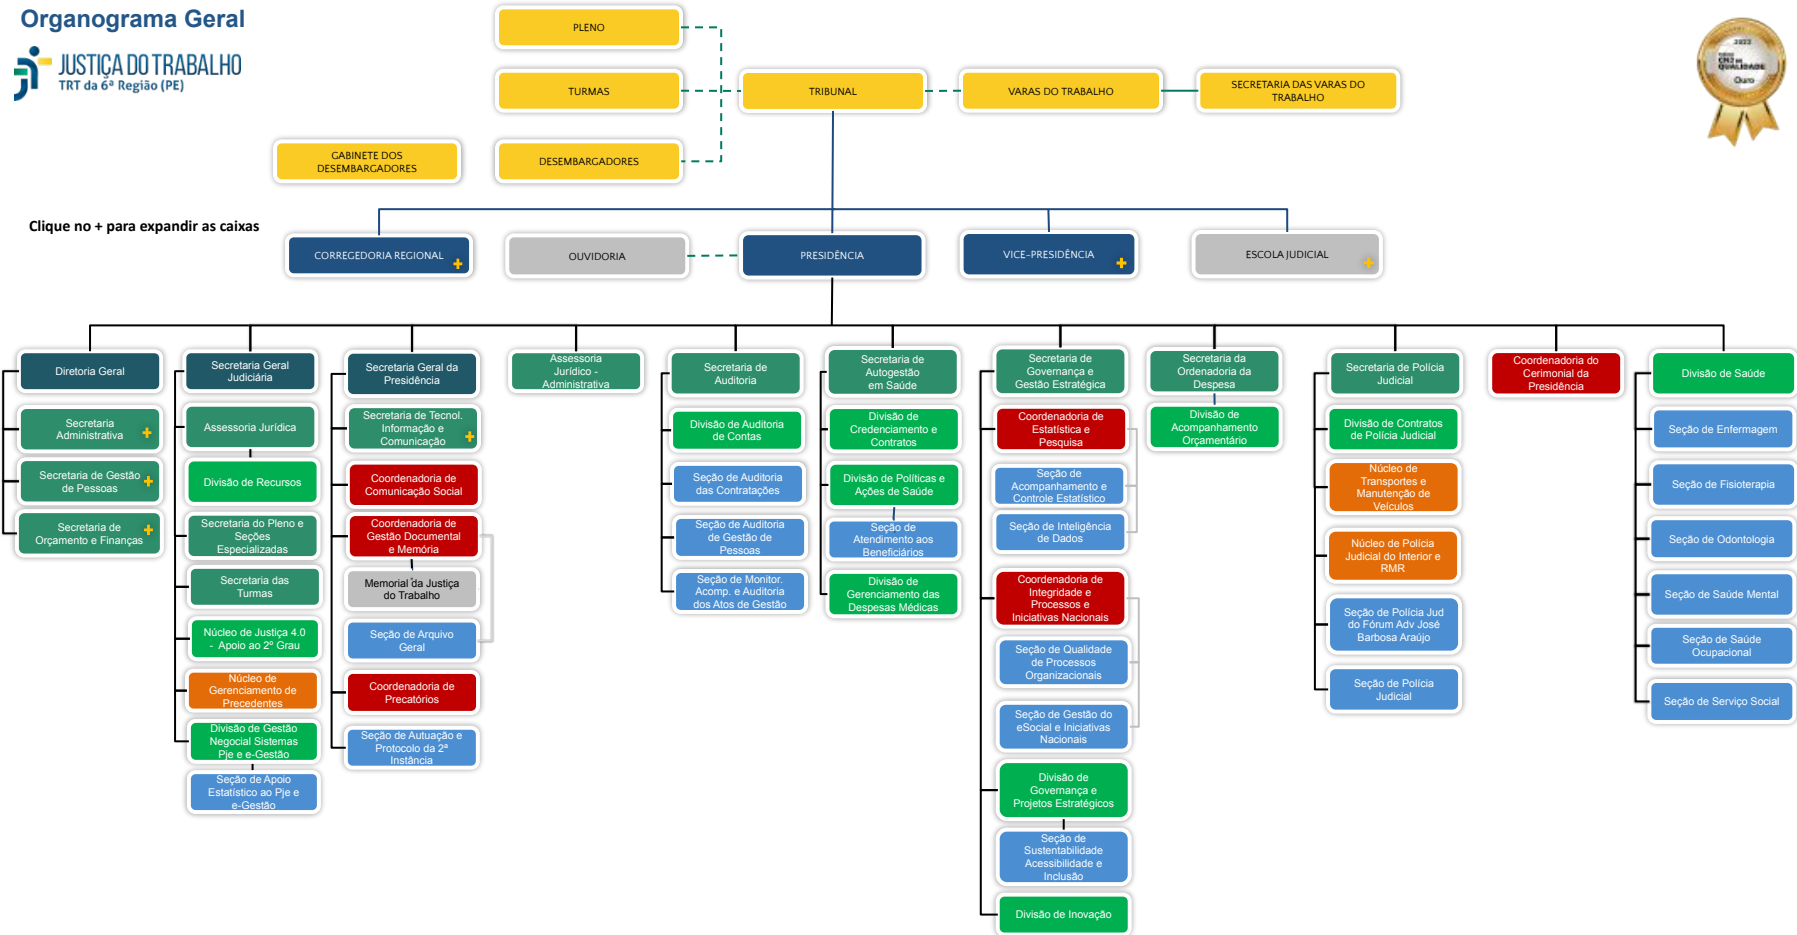 Organograma Geral
JUSTIÇA DO TRABALHO
TRT da 6ª Região (PE)
PLENO
TURMAS
TRIBUNAL
VARAS DO TRABALHO
SECRETARIA DAS VARAS DO
TRABALHO
2022
CNJ DE
QUALIDADE
Ouro
GABINETE DOS
DESEMBARGADORES
DESEMBARGADORES
Clique no + para expandir as caixas
CORREGEDORIA REGIONAL
OUVIDORIA
PRESIDÊNCIA
VICE-PRESIDÊNCIA
ESCOLA JUDICIAL
Diretoria Geral
Secretaria
Administrativa
Secretaria de Gestão
de Pessoas
Secretaria de
Orçamento e Finanças
Secretaria Geral
Judiciária
Assessoria Jurídica
Divisão de Recursos
Secretaria do Pleno e
Seções
Especializadas
Secretaria das
Turmas
Núcleo de Justiça 4.0
- Apoio ao 2º Grau
Núcleo de
Gerenciamento de
Precedentes
Divisão de Gestão
Negocial Sistemas
Pje e e-Gestão
Seção de Apoio
Estatístico ao Pje e
e-Gestão
Secretaria Geral da
Presidência
Secretaria de Tecnol.
Informação e
Comunicação
Coordenadoria de
Comunicação Social
Coordenadoria de
Gestão Documental
e Memória
Memorial da Justiça
do Trabalho
Seção de Arquivo
Geral
Coordenadoria de
Precatórios
Seção de Autuação e
Protocolo da 2ª
Instância
Assessoria
Jurídico -
Administrativa
Secretaria de
Auditoria
Divisão de Auditoria
de Contas
Seção de Auditoria
das Contratações
Seção de Auditoria
de Gestão de
Pessoas
Seção de Monitor.
Acomp. e Auditoria
dos Atos de Gestão
Secretaria de
Autogestão
em Saúde
Divisão de
Credenciamento e
Contratos
Divisão de Políticas e
Ações de Saúde
Seção de
Atendimento aos
Beneficiários
Divisão de
Gerenciamento das
Despesas Médicas
Secretaria de
Governança e
Gestão Estratégica
Coordenadoria de
Estatística e
Pesquisa
Seção de
Acompanhamento e
Controle Estatístico
Seção de Inteligência
de Dados
Coordenadoria de
Integridade e
Processos e
Iniciativas Nacionais
Seção de Qualidade
de Processos
Organizacionais
Seção de Gestão do
eSocial e Iniciativas
Nacionais
Divisão de
Governança e
Projetos Estratégicos
Seção de
Sustentabilidade
Acessibilidade e
Inclusão
Divisão de Inovação
Secretaria da
Ordenadoria da
Despesa
Divisão de
Acompanhamento
Orçamentário
Secretaria de Polícia
Judicial
Divisão de Contratos
de Polícia Judicial
Núcleo de
Transportes e
Manutenção de
Veículos
Núcleo de Polícia
Judicial do Interior e
RMR
Seção de Polícia Jud
do Fórum Adv José
Barbosa Araújo
Seção de Polícia
Judicial
Coordenadoria do
Cerimonial da
Presidência
Divisão de Saúde
Seção de Enfermagem
Seção de Fisioterapia
Seção de Odontologia
Seção de Saúde Mental
Seção de Saúde
Ocupacional
Seção de Serviço Social